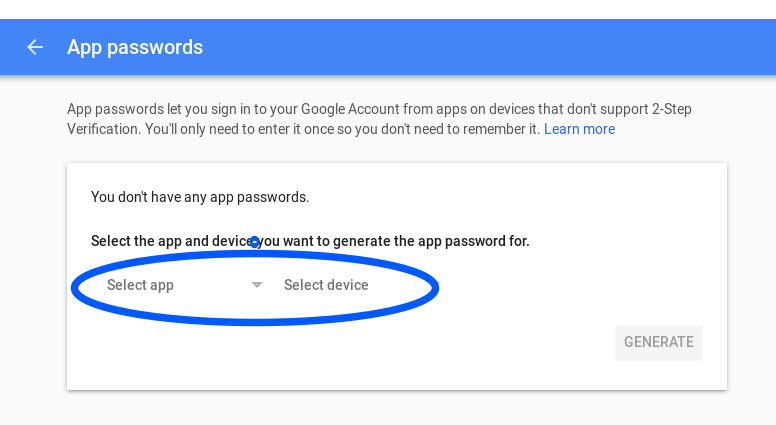 App passwords
App passwords let you sign in to your Google Account from apps on devices that don't support 2-Step
Verification. You'll only need to enter it once so you don't need to remember it. Learn more
You don't have any app passwords.
Select the app and device you want to generate the app password for.
Select app Select device
GENERATE